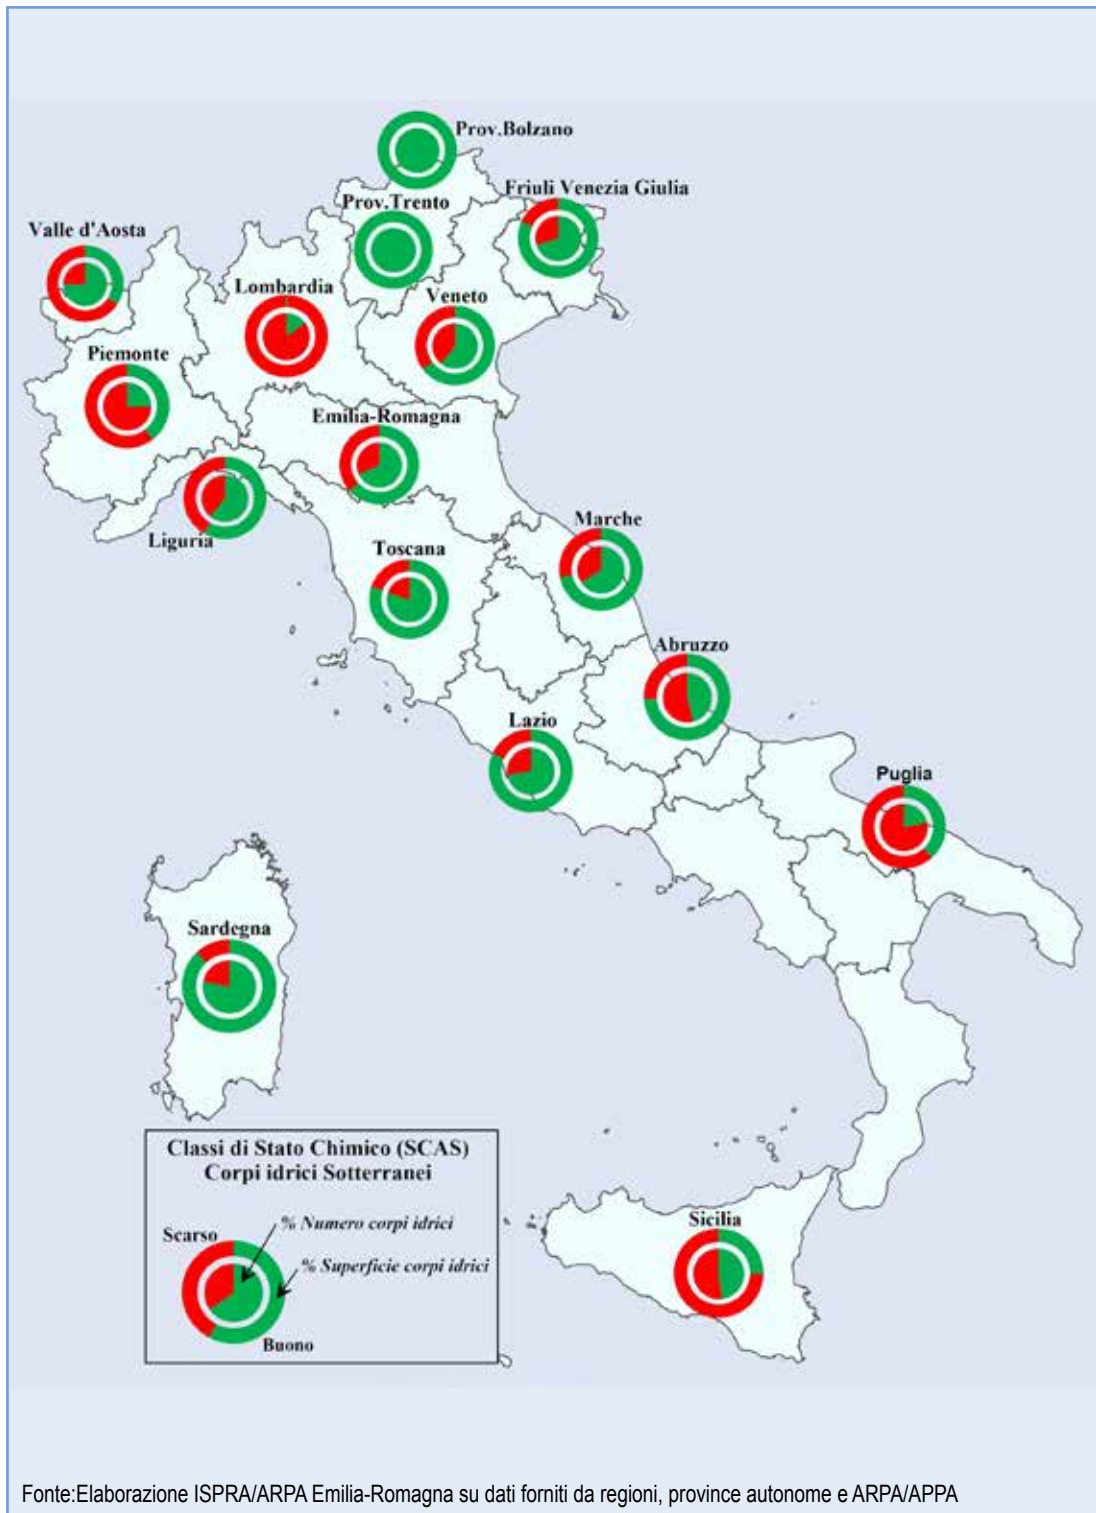 Prov.Bolzano
Friuli Venezia Giulia
Prov.Trento
Valle d'Aosta
Lombardia
Veneto
Piemonte
Emilia-Romagna
Liguria
Marche
Toscana
Abruzzo
Lazio
Puglia
Sardegna
Classi di Stato Chimico (SCAS)
Corpi idrici Sotterranei
% Numero corpi idrici
Scarso
% Superficie corpi idrici
Buono
Sicilia
Fonte:Elaborazione ISPRA/ARPA Emilia-Romagna su dati forniti da regioni, province autonome e ARPA/APPA